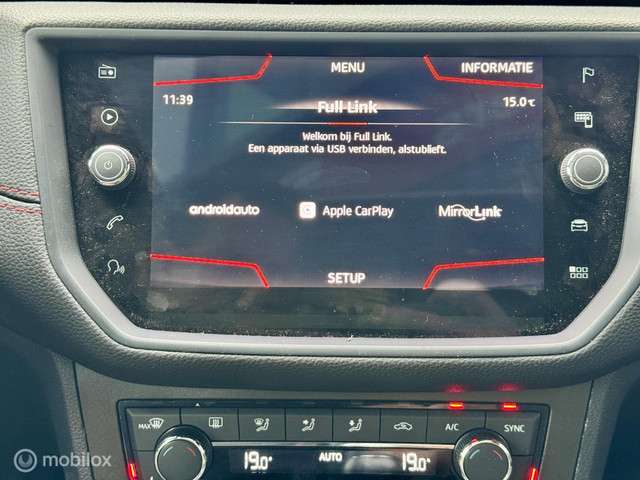 MENU
INFORMATIE
11:39
Full Link
15.0°C
Welkom bij Full Link.
Een apparaat via USB verbinden, alstublieft.
androidauto
Apple CarPlay
MirrorLink
SETUP
MAX
A/C
SYNC
19.0°
AUTO
19.0°
mobilox